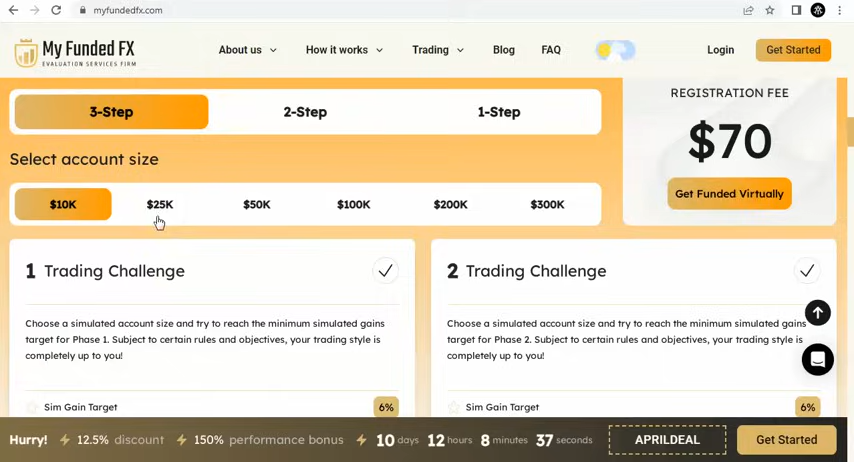 myfundedfx.com
My Funded FX
EVALUATION SERVICES FIRM
About us
How it works
Trading
Blog
FAQ
Login
Get Started
3-Step
2-Step
1-Step
REGISTRATION FEE
$70
Get Funded Virtually
Select account size
$10K
$25K
$50K
$100K
$200K
$300K
1 Trading Challenge
Choose a simulated account size and try to reach the minimum simulated gains
target for Phase 1. Subject to certain rules and objectives, your trading style is
completely up to you!
Sim Gain Target
6%
2 Trading Challenge
Choose a simulated account size and try to reach the minimum simulated gains
target for Phase 2. Subject to certain rules and objectives, your trading style is
completely up to you!
Sim Gain Target
6%
Hurry! 12.5% discount 150% performance bonus 10 days 12 hours 8 minutes 37 seconds
APRILDEAL
Get Started